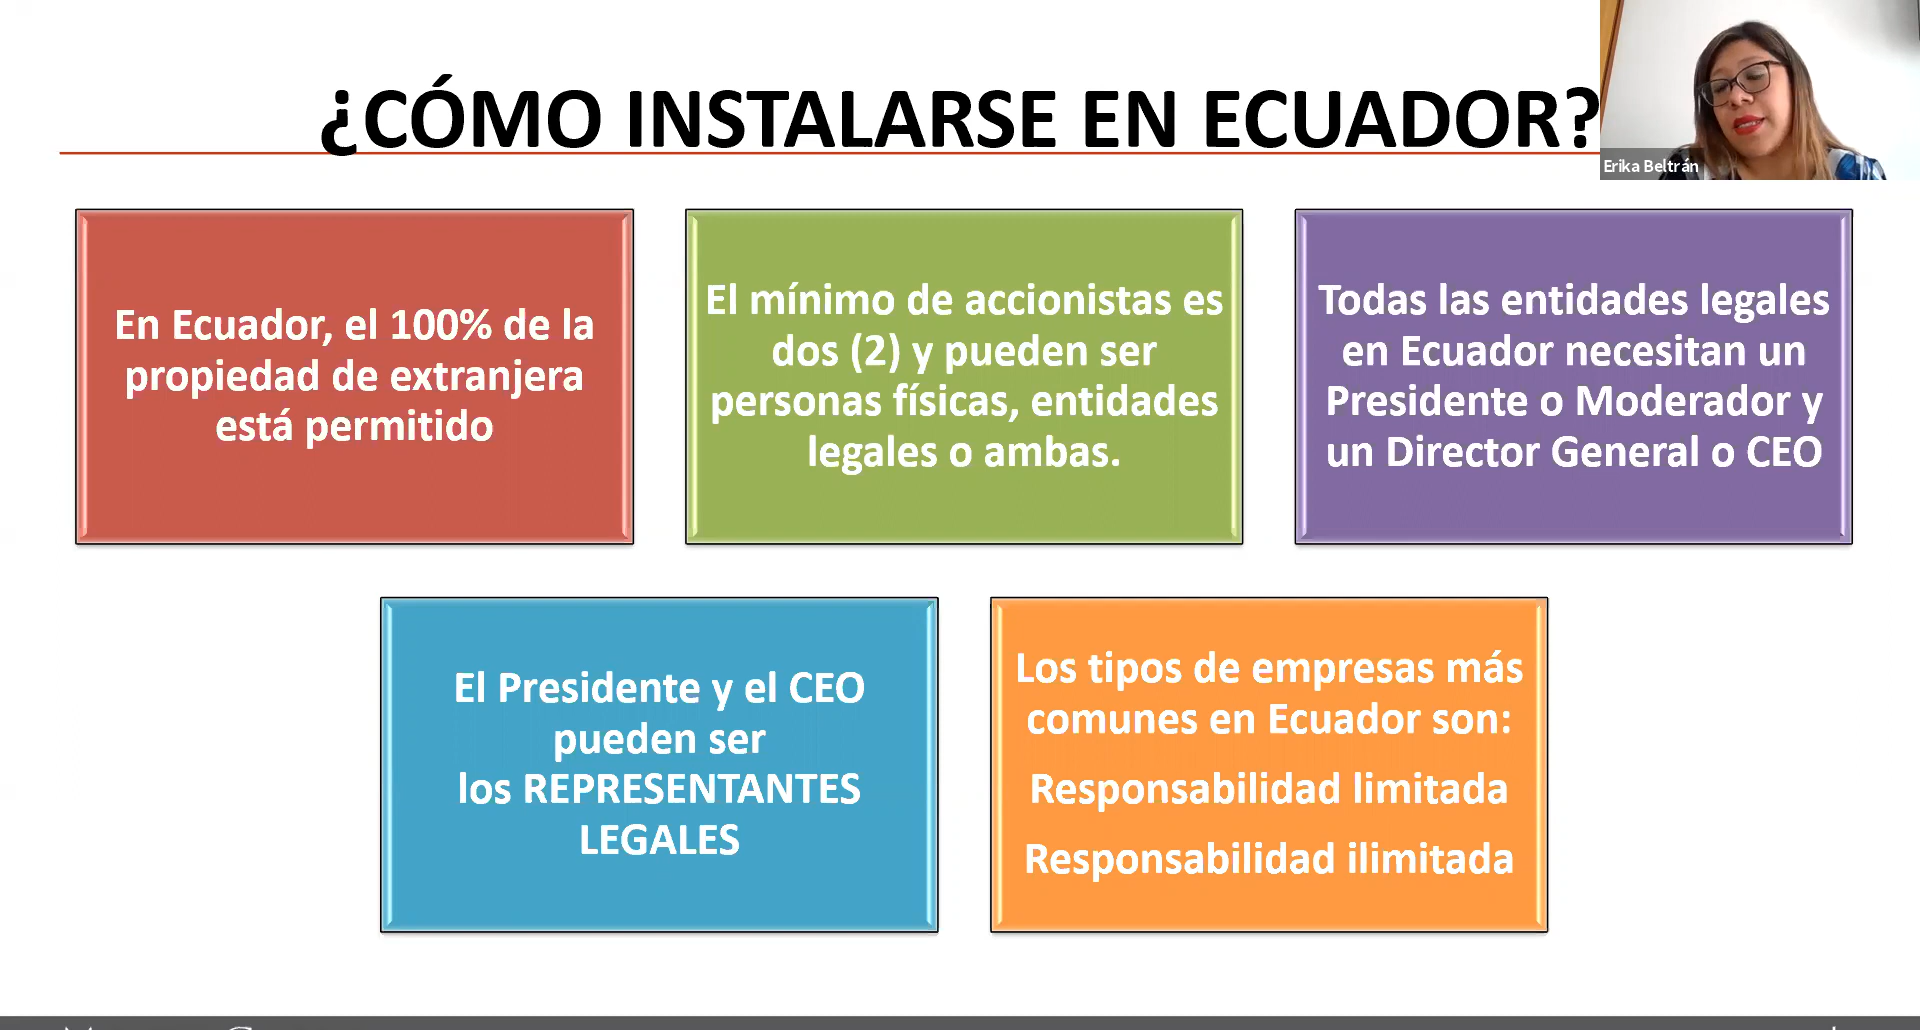 ¿CÓMO INSTALARSE EN ECUADOR?
Erika Beltrán
En Ecuador, el 100% de la
propiedad de extranjera
está permitido
El mínimo de accionistas es
dos (2) y pueden ser
personas físicas, entidades
legales o ambas.
Todas las entidades legales
en Ecuador necesitan un
Presidente o Moderador y
un Director General o CEO
El Presidente y el CEO
pueden ser
los REPRESENTANTES
LEGALES
Los tipos de empresas más
comunes en Ecuador son:
Responsabilidad limitada
Responsabilidad ilimitada